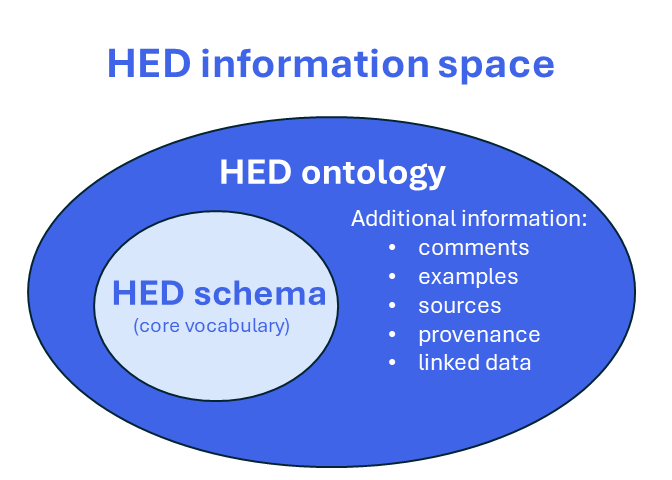 HED information space
HED ontology
Additional information:
• comments
• examples
• sources
• provenance
• linked data
HED schema
(core vocabulary)